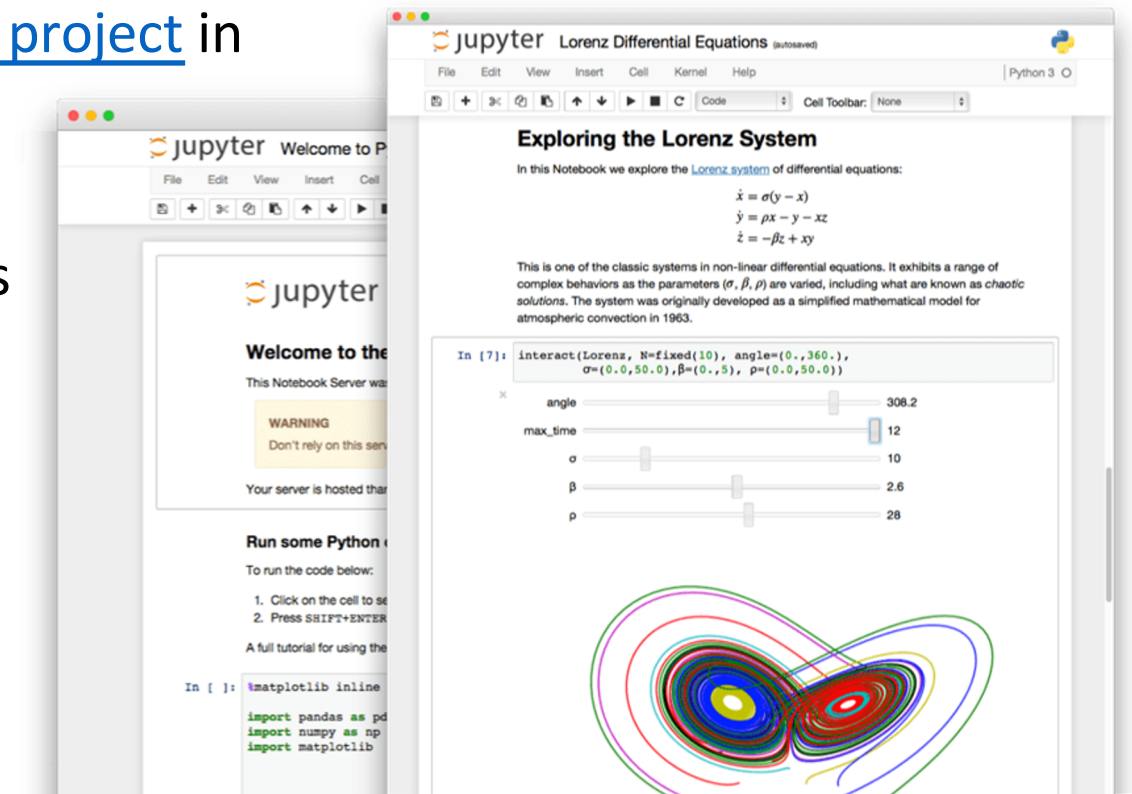 project in
s
jupyter Lorenz Differential Equations (autosaved)
File Edit View Insert Cell Kernel Help
Python 3
Code
Cell Toolbar: None
Exploring the Lorenz System
In this Notebook we explore the Lorenz system of differential equations:
ẋ = σ(y − x)
ẏ = ρx − y − xz
ż = −βz + xy
This is one of the classic systems in non-linear differential equations. It exhibits a range of
complex behaviors as the parameters (σ, β, ρ) are varied, including what are known as chaotic
solutions. The system was originally developed as a simplified mathematical model for
atmospheric convection in 1963.
In [7]: interact(Lorenz, N=fixed(10), angle=(0.,360.),
σ=(0.0,50.0),β=(0.,5), ρ=(0.0,50.0))
angle 308.2
max_time 12
σ 10
β 2.6
ρ 28
jupyter Welcome to P
File Edit View Insert Cell
jupyter
Welcome to the
This Notebook Server was
WARNING
Don't rely on this serv
Your server is hosted than
Run some Python
To run the code below:
1. Click on the cell to se
2. Press SHIFT+ENTER
A full tutorial for using the
In [ ]: %matplotlib inline
import pandas as pd
import numpy as np
import matplotlib